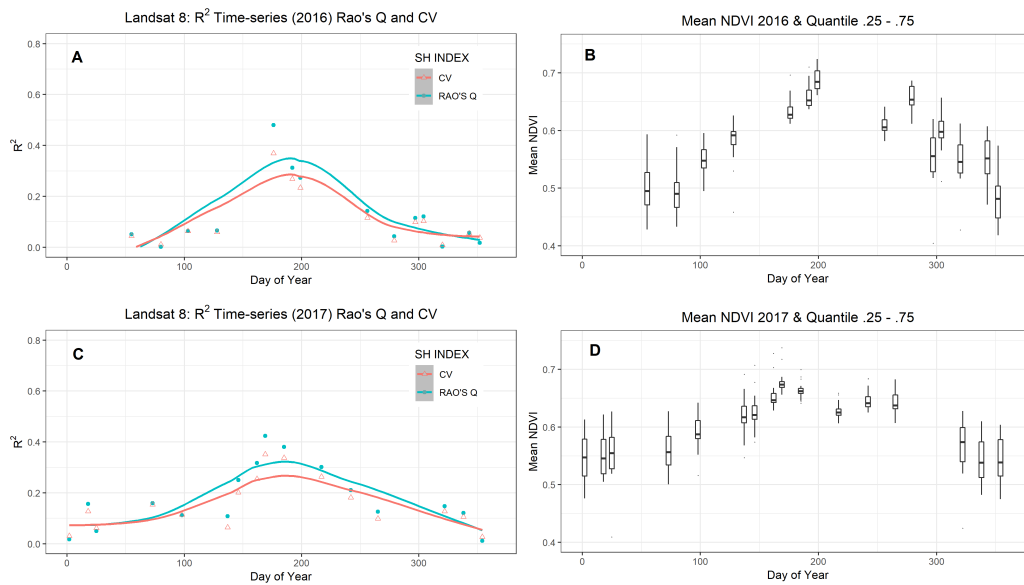 Landsat 8: R² Time-series (2016) Rao's Q and CV
A
SH INDEX
CV
RAO'S Q
R²
0.8
0.6
0.4
0.2
0.0
0 100 200 300
Day of Year
Mean NDVI 2016 & Quantile .25 - .75
B
Mean NDVI
0.7
0.6
0.5
0.4
0 100 200 300
Day of Year
Landsat 8: R² Time-series (2017) Rao's Q and CV
C
SH INDEX
CV
RAO'S Q
R²
0.8
0.6
0.4
0.2
0.0
0 100 200 300
Day of Year
Mean NDVI 2017 & Quantile .25 - .75
D
Mean NDVI
0.7
0.6
0.5
0.4
0 100 200 300
Day of Year